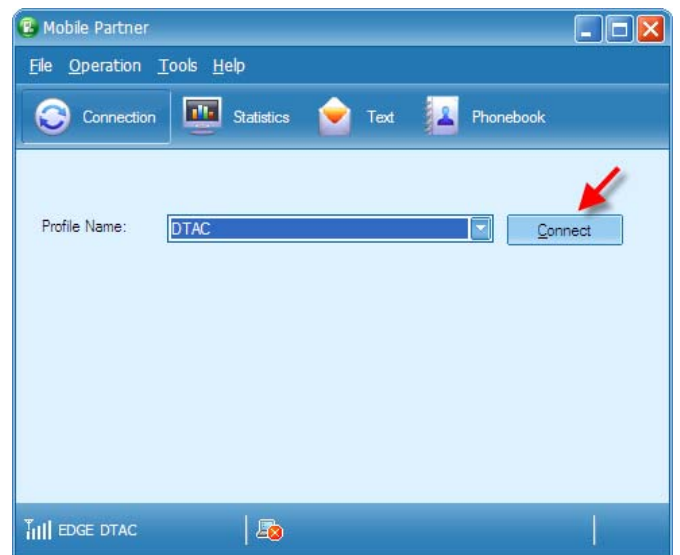 Mobile Partner
File Operation Tools Help
Connection Statistics Text Phonebook
Profile Name: DTAC Connect
EDGE DTAC